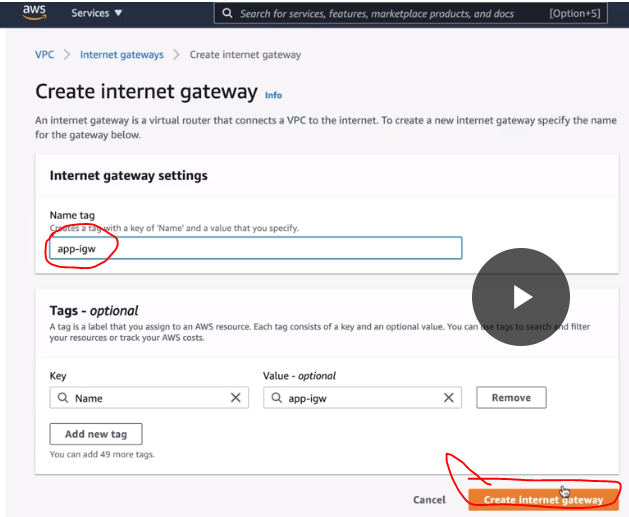 aws
Services ▼
Search for services, features, marketplace products, and docs
[Option+S]
VPC > Internet gateways > Create internet gateway
Create internet gateway Info
An internet gateway is a virtual router that connects a VPC to the internet. To create a new internet gateway specify the name
for the gateway below.
Internet gateway settings
Name tag
Creates a tag with a key of 'Name' and a value that you specify.
app-igw
Tags - optional
A tag is a label that you assign to an AWS resource. Each tag consists of a key and an optional value. You can use tags to search and filter
your resources or track your AWS costs.
Key
Value - optional
Name
app-igw
Remove
Add new tag
You can add 49 more tags.
Cancel
Create internet gateway